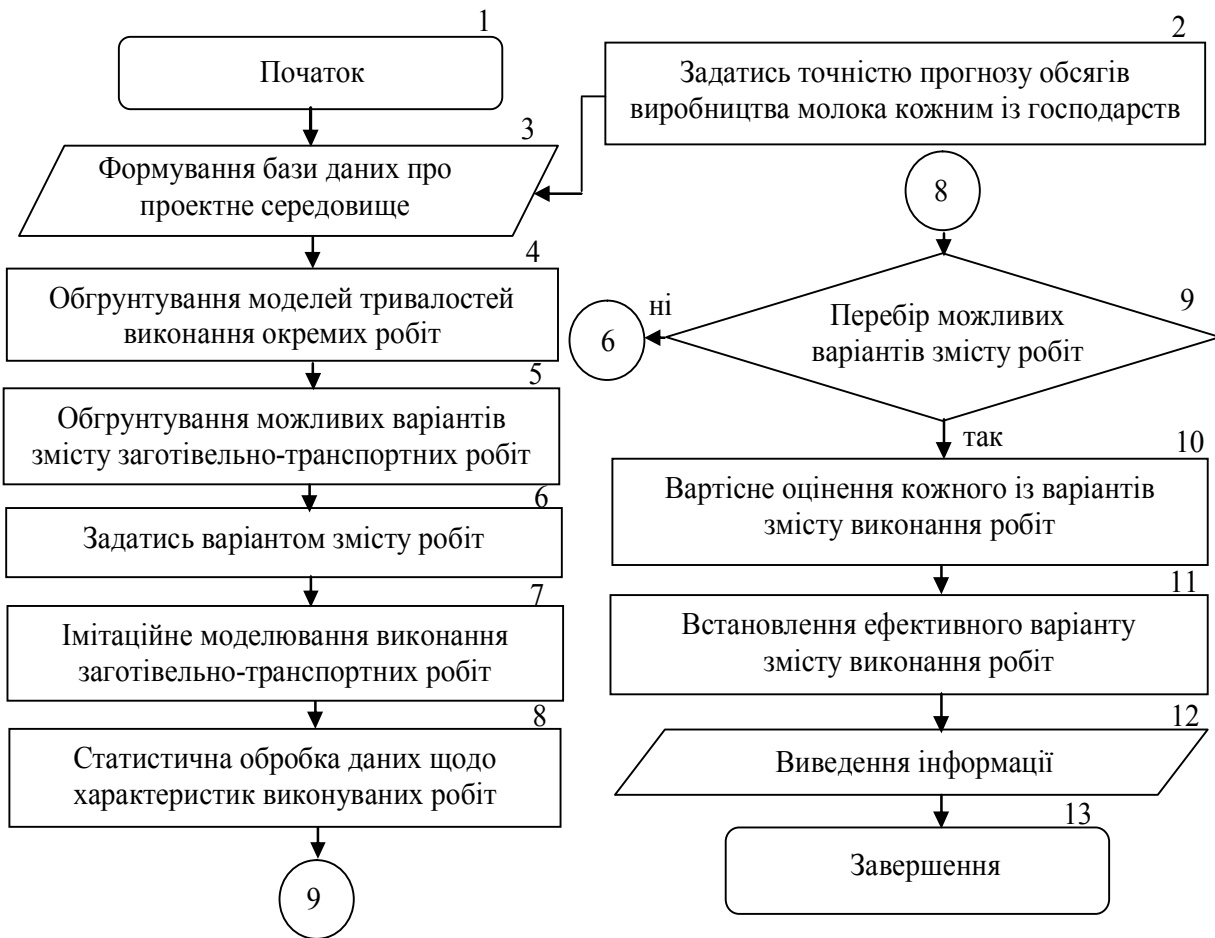 1
Початок
3
Формування бази даних про
проектне середовище
4
Обгрунтування моделей тривалостей
виконання окремих робіт
5
Обгрунтування можливих варіантів
змісту заготівельно-транспортних робіт
6
Задатись варіантом змісту робіт
7
Імітаційне моделювання виконання
заготівельно-транспортних робіт
8
Статистична обробка даних щодо
характеристик виконуваних робіт
9
2
Задатись точністю прогнозу обсягів
виробництва молока кожним із господарств
8
9
Перебір можливих
варіантів змісту робіт
ні
6
так
10
Вартісне оцінення кожного із варіантів
змісту виконання робіт
11
Встановлення ефективного варіанту
змісту виконання робіт
12
Виведення інформації
13
Завершення